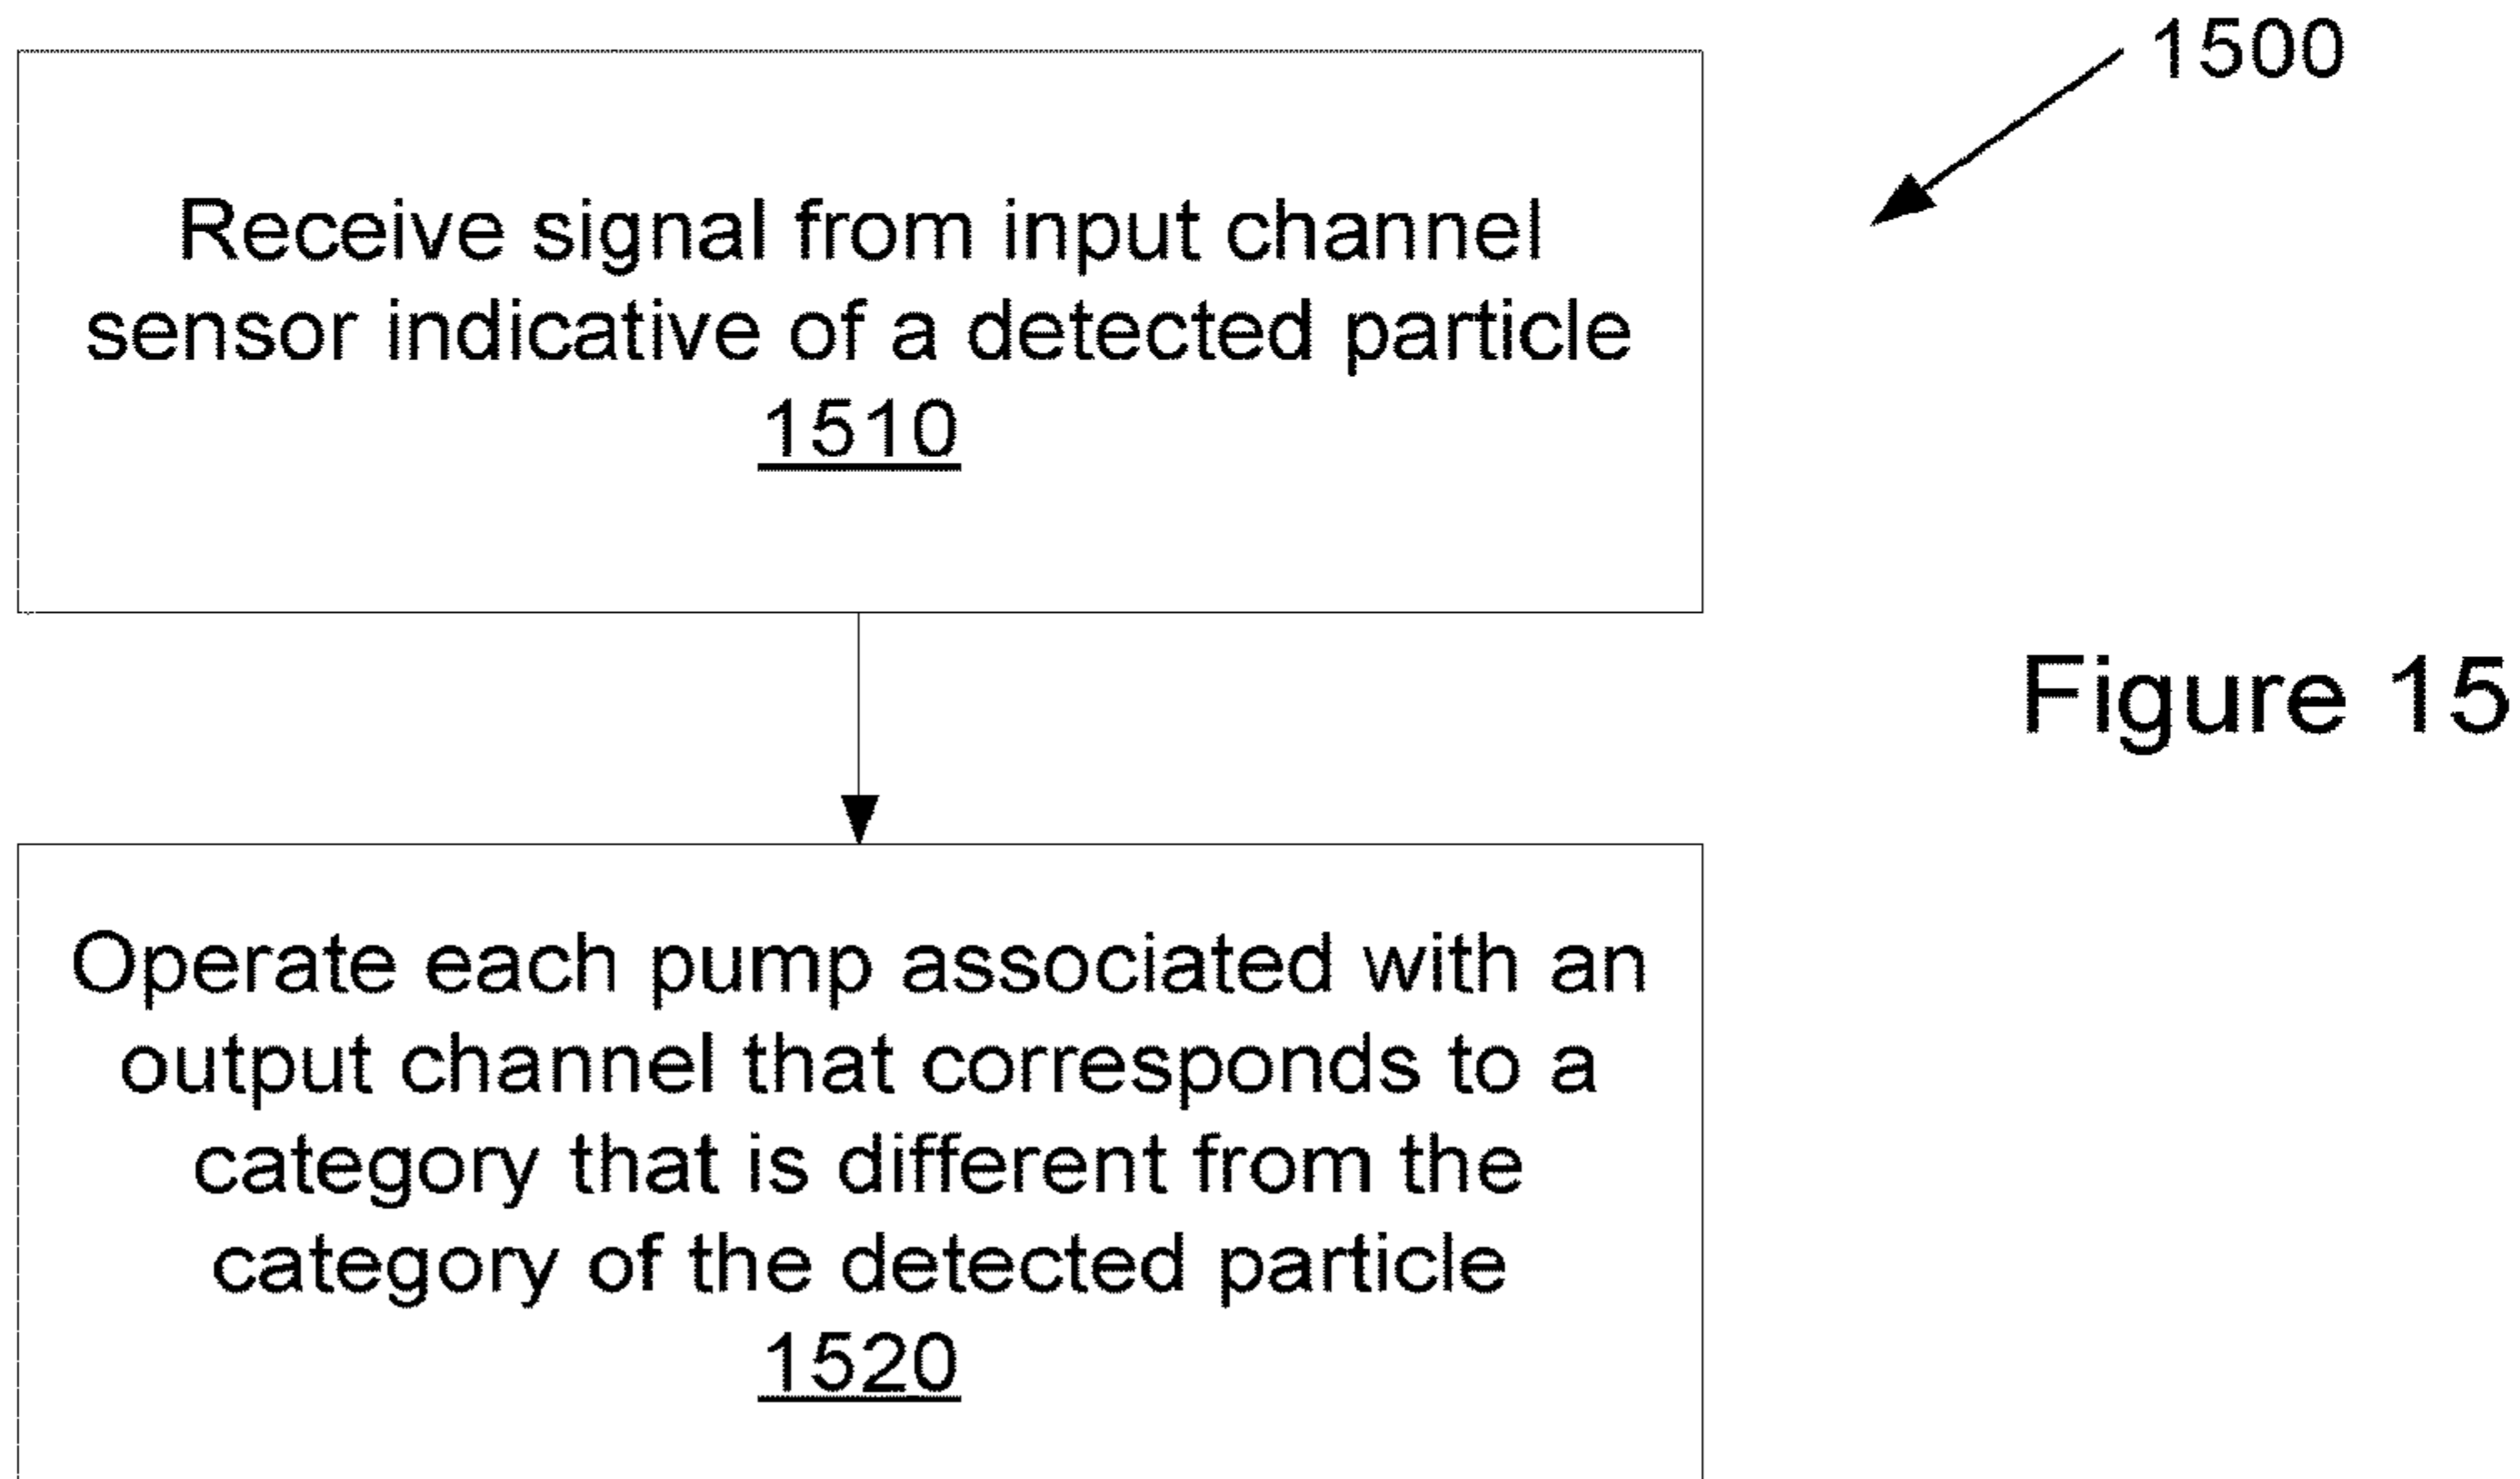 1500
Receive signal from input channel
sensor indicative of a detected particle
1510
Figure 15
Operate each pump associated with an
output channel that corresponds to a
category that is different from the
category of the detected particle
1520